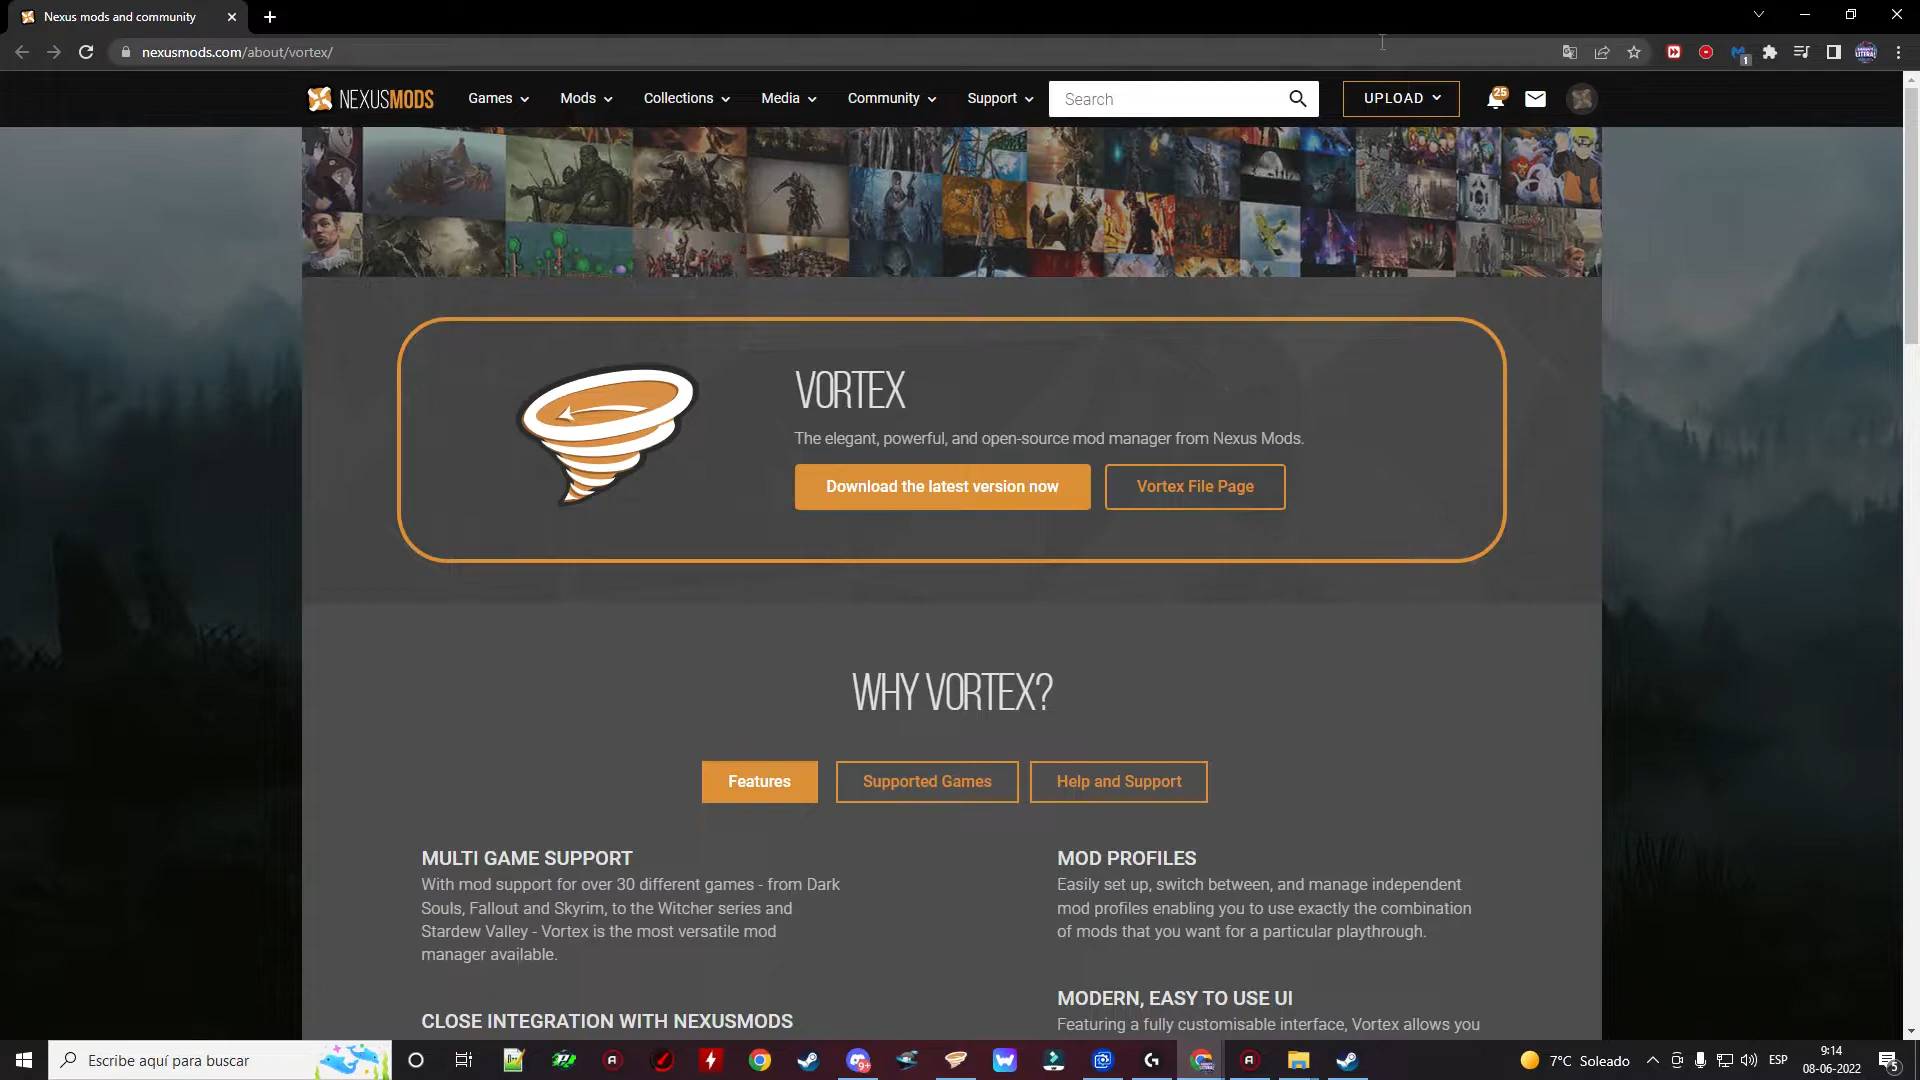 Nexus mods and community
nexusmods.com/about/vortex/
1
NEXUSMODS
Games
Mods
Collections
Media
Community
Support
Search
UPLOAD
25
VORTEX
The elegant, powerful, and open-source mod manager from Nexus Mods.
Download the latest version now
Vortex File Page
WHY VORTEX?
Features
Supported Games
Help and Support
MULTI GAME SUPPORT
With mod support for over 30 different games - from Dark
Souls, Fallout and Skyrim, to the Witcher series and
Stardew Valley - Vortex is the most versatile mod
manager available.
CLOSE INTEGRATION WITH NEXUSMODS
MOD PROFILES
Easily set up, switch between, and manage independent
mod profiles enabling you to use exactly the combination
of mods that you want for a particular playthrough.
MODERN, EASY TO USE UI
Featuring a fully customisable interface, Vortex allows you
Escribe aquí para buscar
9+
7°C Soleado
ESP
9:14
08-06-2022
5